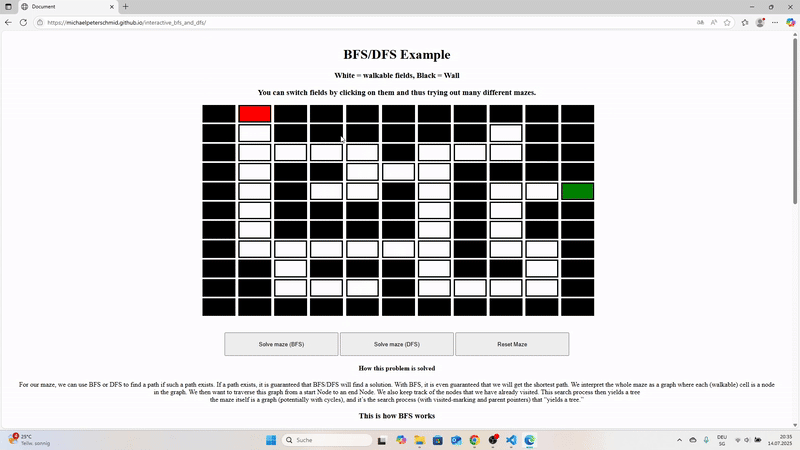 Document
https://michaelpeterschmid.github.io/interactive_bfs_and_dfs/
BFS/DFS Example
White = walkable fields, Black = Wall
You can switch fields by clicking on them and thus trying out many different mazes.
Solve maze (BFS)
Solve maze (DFS)
Reset Maze
How this problem is solved
For our maze, we can use BFS or DFS to find a path if such a path exists. If a path exists, it is guaranteed that BFS/DFS will find a solution. With BFS, it is even guaranteed that we will get the shortest path. We interpret the whole maze as a graph where each (walkable) cell is a node
in the graph. We then want to traverse this graph from a start Node to an end Node. We also keep track of the nodes that we have already visited. This search process then yields a tree
the maze itself is a graph (potentially with cycles), and it's the search process (with visited-marking and parent pointers) that "yields a tree."
This is how BFS works
25°C
Teilw. sonnig
Suche
DEU
SG
20:35
14.07.2025